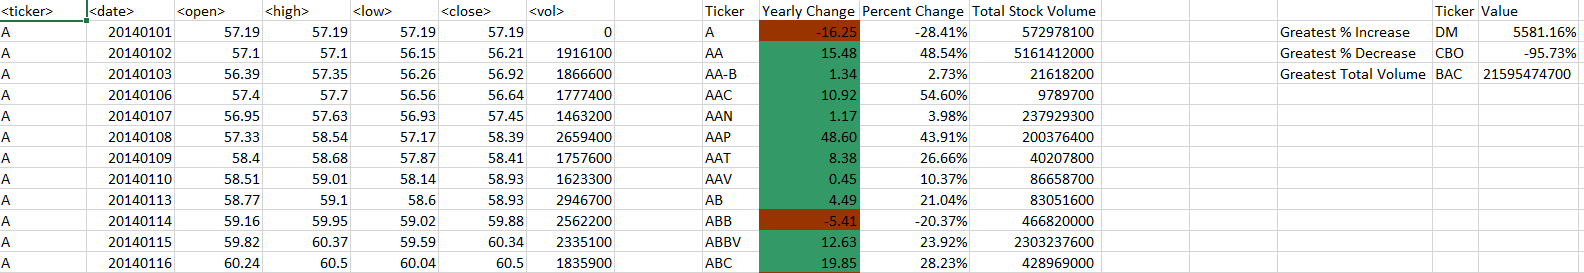 <ticker> <date> <open> <high> <low> <close> <vol> Ticker Yearly Change Percent Change Total Stock Volume Ticker Value
A 20140101 57.19 57.19 57.19 57.19 0 A -16.25 -28.41% 572978100 Greatest % Increase DM 5581.16%
A 20140102 57.1 57.1 56.15 56.21 1916100 AA 15.48 48.54% 5161412000 Greatest % Decrease CBO -95.73%
A 20140103 56.39 57.35 56.26 56.92 1866600 AA-B 1.34 2.73% 21618200 Greatest Total Volume BAC 21595474700
A 20140106 57.4 57.7 56.56 56.64 1777400 AAC 10.92 54.60% 9789700
A 20140107 56.95 57.63 56.93 57.45 1463200 AAN 1.17 3.98% 237929300
A 20140108 57.33 58.54 57.17 58.39 2659400 AAP 48.60 43.91% 200376400
A 20140109 58.4 58.68 57.87 58.41 1757600 AAT 8.38 26.66% 40207800
A 20140110 58.51 59.01 58.14 58.93 1623300 AAV 0.45 10.37% 86658700
A 20140113 58.77 59.1 58.6 58.93 2946700 AB 4.49 21.04% 83051600
A 20140114 59.16 59.95 59.02 59.88 2562200 ABB -5.41 -20.37% 466820000
A 20140115 59.82 60.37 59.59 60.34 2335100 ABBV 12.63 23.92% 2303237600
A 20140116 60.24 60.5 60.04 60.5 1835900 ABC 19.85 28.23% 428969000